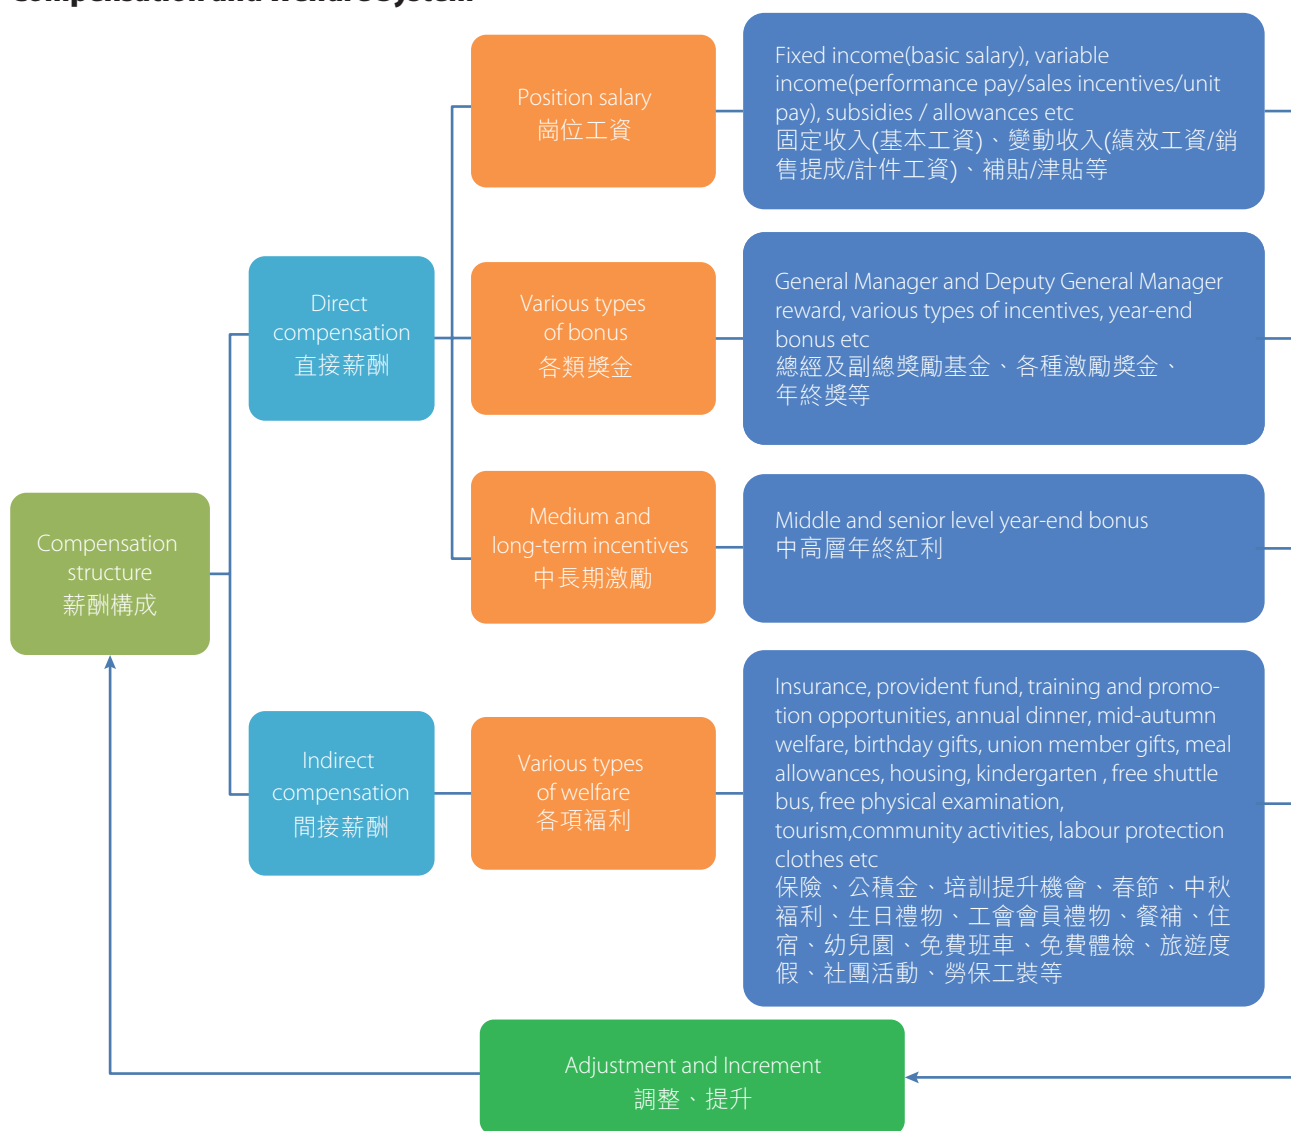 Compensation and Welfare System
Position salary
崗位工資
Fixed income(basic salary), variable
income(performance pay/sales incentives/unit
pay), subsidies / allowances etc
固定收入(基本工資)、變動收入(績效工資/銷
售提成/計件工資)、補貼/津貼等
Direct
compensation
直接薪酬
Various types
of bonus
各類獎金
General Manager and Deputy General Manager
reward, various types of incentives, year-end
bonus etc
總經及副總獎勵基金、各種激勵獎金、
年終獎等
Medium and
long-term incentives
中長期激勵
Middle and senior level year-end bonus
中高層年終紅利
Compensation
structure
薪酬構成
Indirect
compensation
間接薪酬
Various types
of welfare
各項福利
Insurance, provident fund, training and promo-
tion opportunities, annual dinner, mid-autumn
welfare, birthday gifts, union member gifts, meal
allowances, housing, kindergarten , free shuttle
bus, free physical examination,
tourism,community activities, labour protection
clothes etc
保險、公積金、培訓提升機會、春節、中秋
福利、生日禮物、工會會員禮物、餐補、住
宿、幼兒園、免費班車、免費體檢、旅遊度
假、社團活動、勞保工裝等
Adjustment and Increment
調整、提升